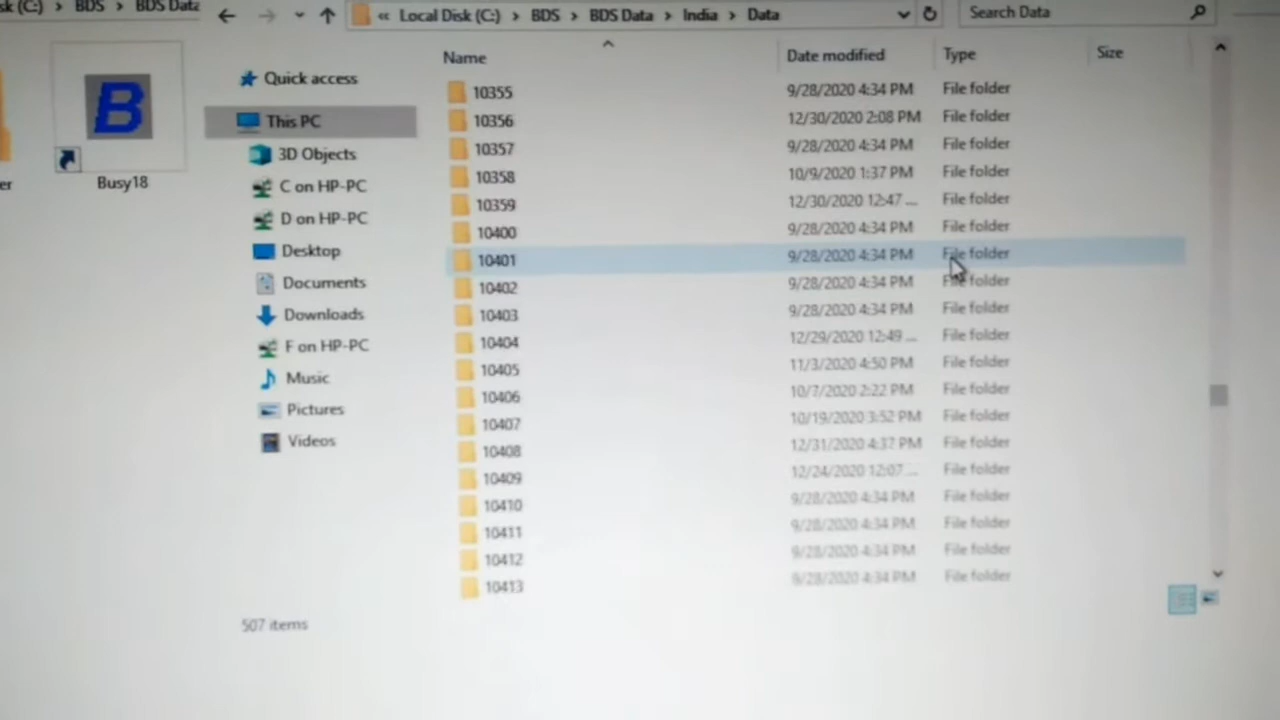 sk (C:) > BDS > BDS Data
« Local Disk (C:) > BDS > BDS Data > India > Data
Search Data
Busy18
er
Quick access
This PC
3D Objects
C on HP-PC
D on HP-PC
Desktop
Documents
Downloads
F on HP-PC
Music
Pictures
Videos
Name Date modified Type Size
10355 9/28/2020 4:34 PM File folder
10356 12/30/2020 2:08 PM File folder
10357 9/28/2020 4:34 PM File folder
10358 10/9/2020 1:37 PM File folder
10359 12/30/2020 12:47 ... File folder
10400 9/28/2020 4:34 PM File folder
10401 9/28/2020 4:34 PM File folder
10402 9/28/2020 4:34 PM File folder
10403 9/28/2020 4:34 PM File folder
10404 12/29/2020 12:49 ... File folder
10405 11/3/2020 4:50 PM File folder
10406 10/7/2020 2:22 PM File folder
10407 10/19/2020 3:52 PM File folder
10408 12/31/2020 4:37 PM File folder
10409 12/24/2020 12:07 ... File folder
10410 9/28/2020 4:34 PM File folder
10411 9/28/2020 4:34 PM File folder
10412 9/28/2020 4:34 PM File folder
10413 9/28/2020 4:34 PM File folder
507 items